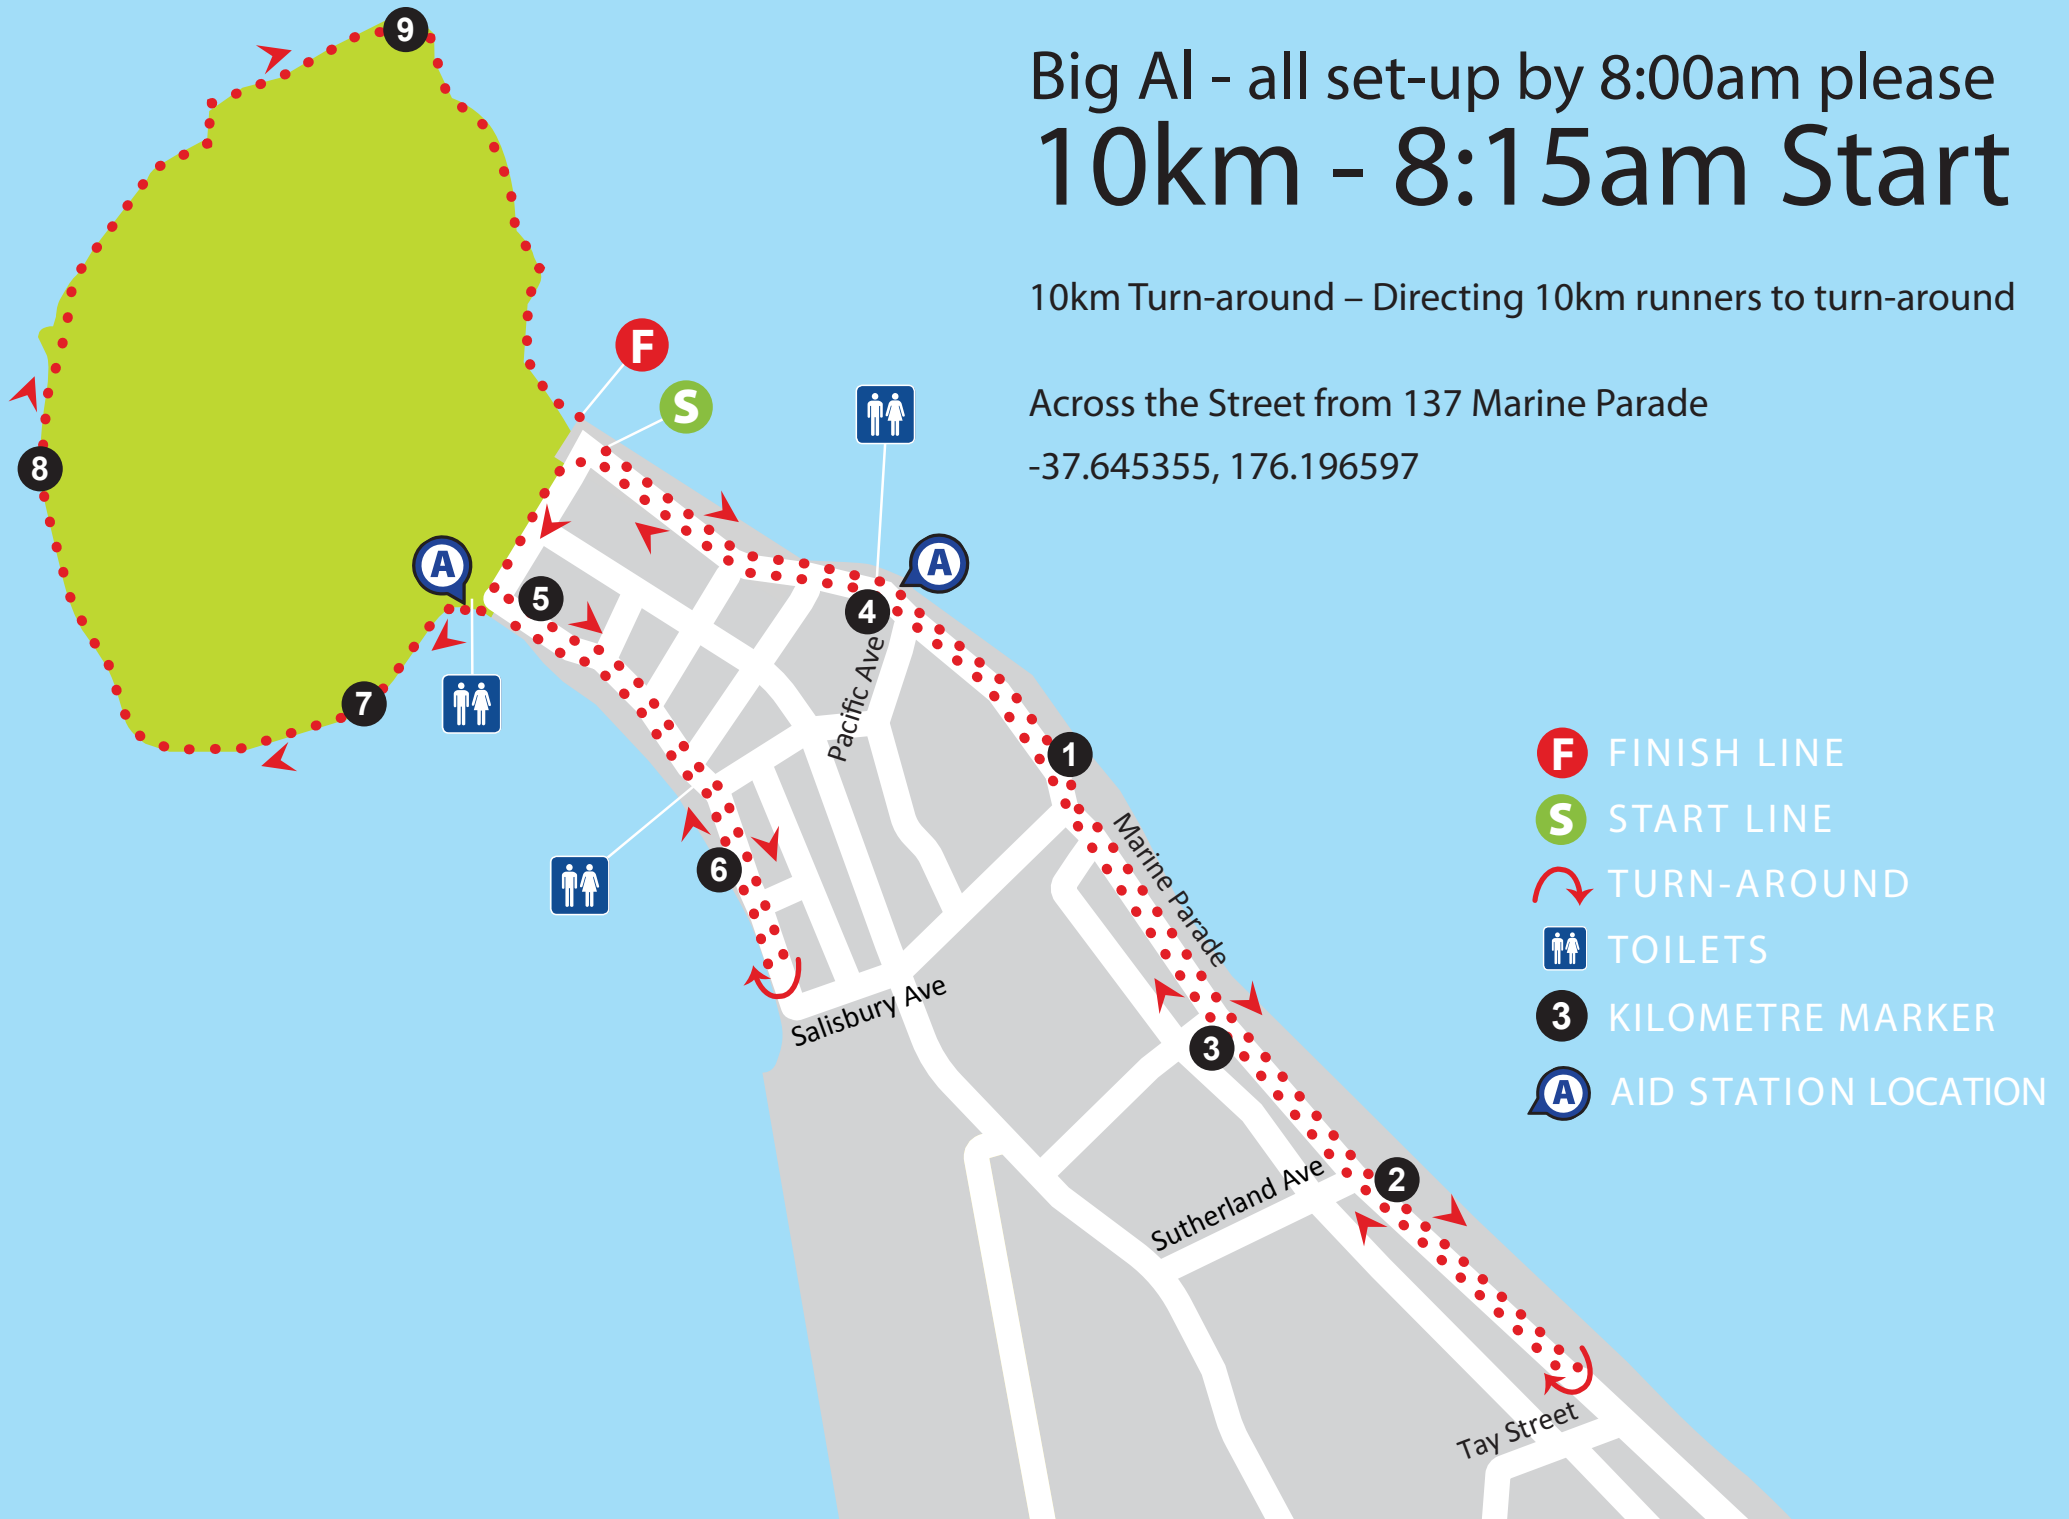 Big Al - all set-up by 8:00am please
10km - 8:15am Start
10km Turn-around – Directing 10km runners to turn-around
Across the Street from 137 Marine Parade
-37.645355, 176.196597
9
F
S
8
A
A
5
4
Pacific Ave
7
1
Marine Parade
6
Salisbury Ave
3
2
Sutherland Ave
Tay Street
F FINISH LINE
S START LINE
TURN-AROUND
TOILETS
3 KILOMETRE MARKER
A AID STATION LOCATION